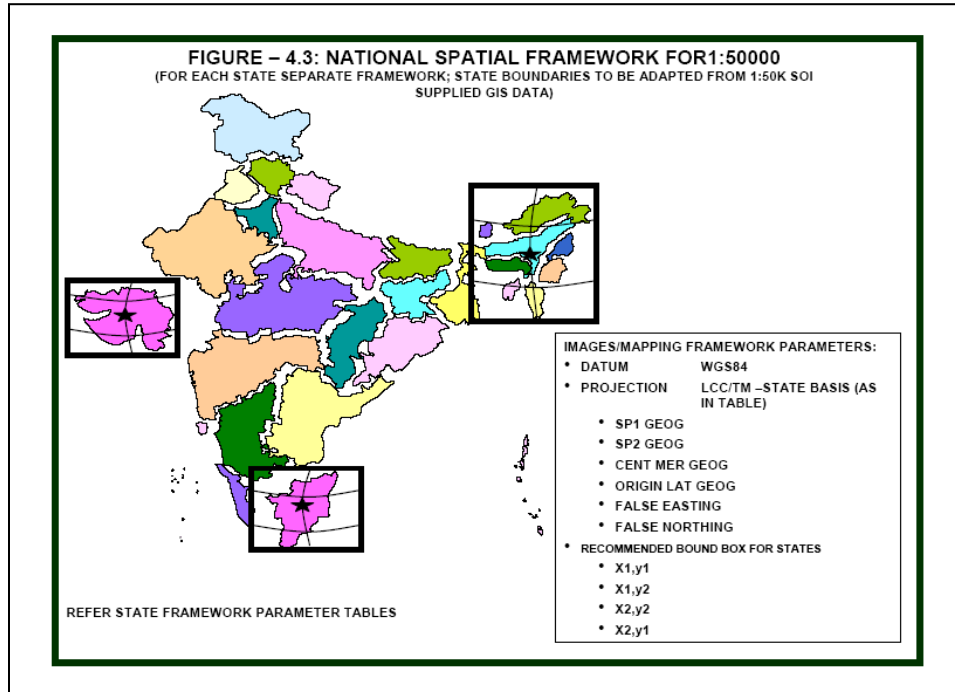 FIGURE – 4.3: NATIONAL SPATIAL FRAMEWORK FOR1:50000
(FOR EACH STATE SEPARATE FRAMEWORK; STATE BOUNDARIES TO BE ADAPTED FROM 1:50K SOI
SUPPLIED GIS DATA)
IMAGES/MAPPING FRAMEWORK PARAMETERS:
• DATUM WGS84
• PROJECTION LCC/TM –STATE BASIS (AS
IN TABLE)
• SP1 GEOG
• SP2 GEOG
• CENT MER GEOG
• ORIGIN LAT GEOG
• FALSE EASTING
• FALSE NORTHING
• RECOMMENDED BOUND BOX FOR STATES
• X1,y1
• X1,y2
• X2,y2
• X2,y1
REFER STATE FRAMEWORK PARAMETER TABLES